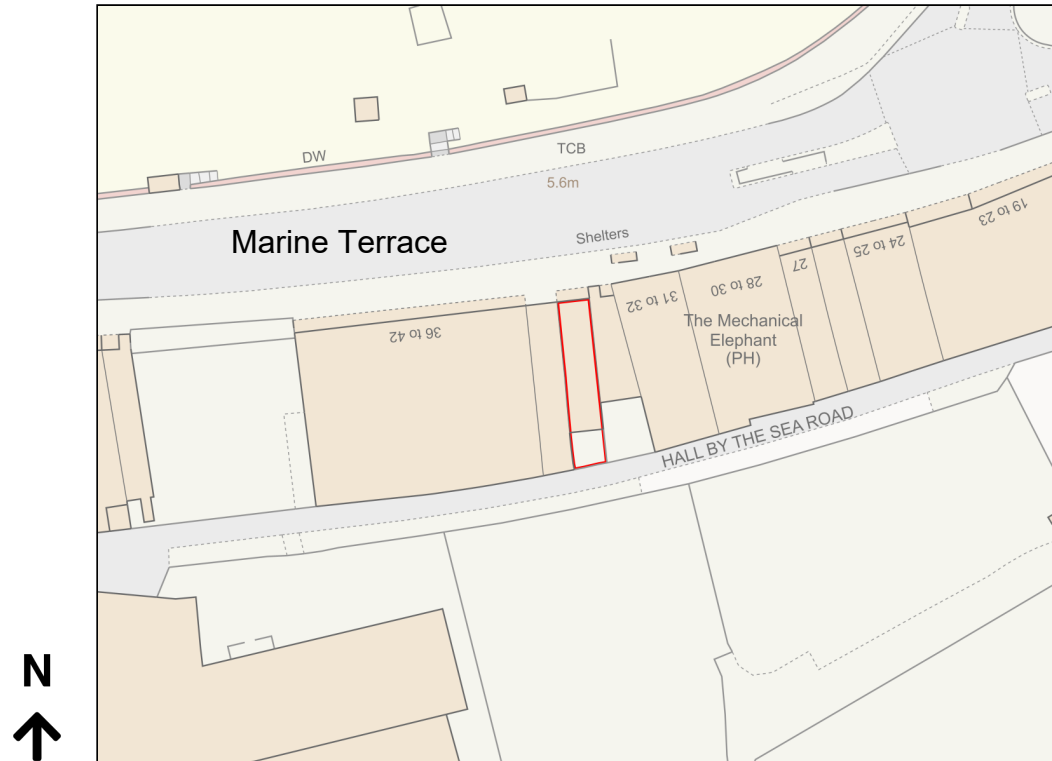 DW
TCB
5.6m
19 to 23
Marine Terrace
Shelters
24 to 25
27
28 to 30
31 to 32
36 to 42
The Mechanical
Elephant
(PH)
HALL BY THE SEA ROAD
N